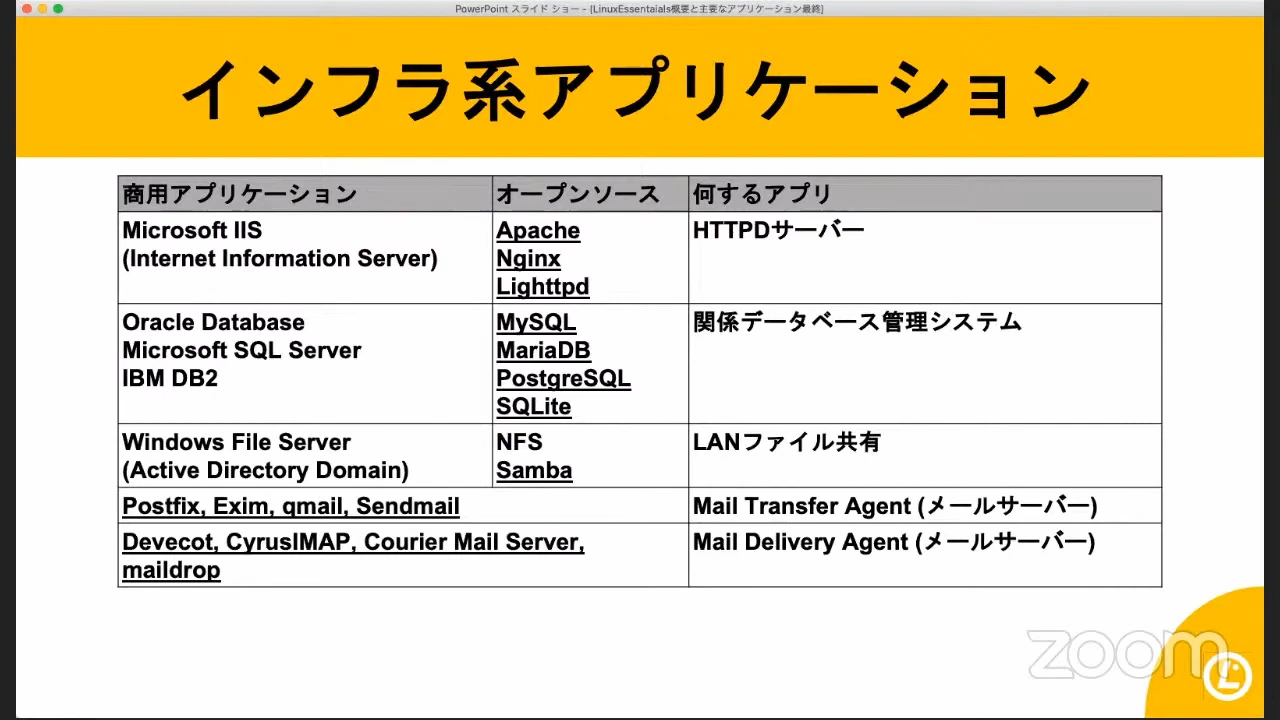 PowerPoint スライド ショー - [LinuxEssentaials概要と主要なアプリケーション最終]
インフラ系アプリケーション
商用アプリケーション オープンソース 何するアプリ
Microsoft IIS
(Internet Information Server)
Apache
Nginx
Lighttpd
HTTPDサーバー
Oracle Database
Microsoft SQL Server
IBM DB2
MySQL
MariaDB
PostgreSQL
SQLite
関係データベース管理システム
Windows File Server
(Active Directory Domain)
NFS
Samba
LANファイル共有
Postfix, Exim, qmail, Sendmail
Mail Transfer Agent (メールサーバー)
Devecot, CyrusIMAP, Courier Mail Server,
maildrop
Mail Delivery Agent (メールサーバー)
zoom